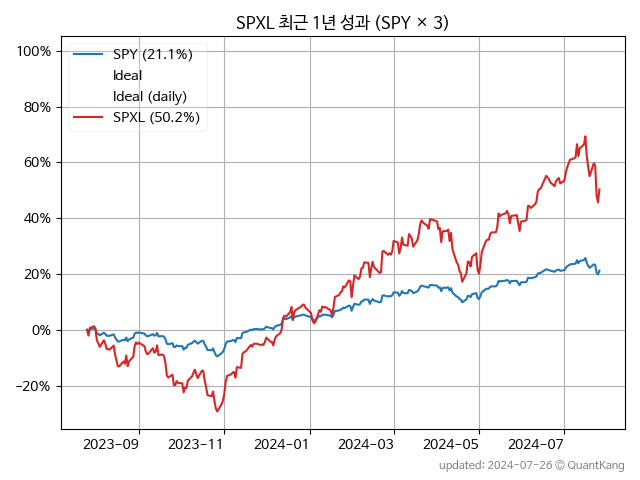 SPXL 최근 1년 성과 (SPY × 3)
100%
80%
60%
40%
20%
0%
−20%
SPY (21.1%)
Ideal
Ideal (daily)
SPXL (50.2%)
2023−09
2023−11
2024−01
2024−03
2024−05
2024−07
updated: 2024−07−26 © QuantKang